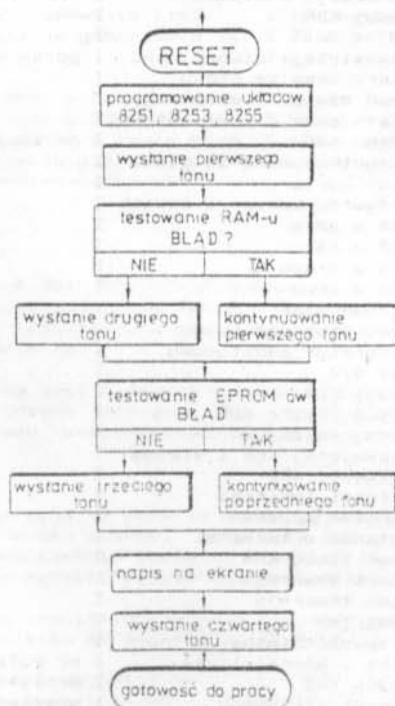 RESET
programowanie układów
8251, 8253, 8255
wysłanie pierwszego
tonu
testowanie RAM-u
BLAD?
NIE TAK
wysłanie drugiego
tonu
kontynuowanie
pierwszego tonu
testowanie EPROM ów
BŁAD
NIE TAK
wysłanie trzeciego
tonu
kontynuowanie
poprzedniego tonu
napis na ekranie
wysłanie czwartego
tonu
gotowość do pracy